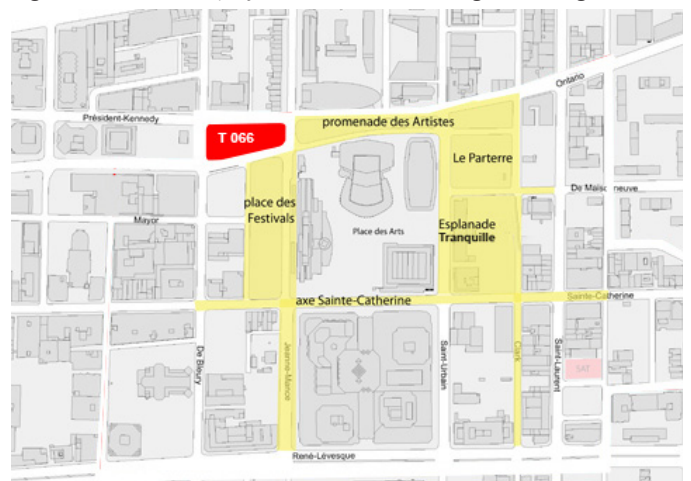 Ontario
promenade des Artistes
Président-Kennedy
T 066
Le Parterre
De Maisonneuve
place des
Festivals
Mayor
Place des Arts
Esplanade
Tranquille
axe Sainte-Catherine
Sainte-Catherine
De Bleury
Jeanne-Mance
Saint-Urbain
Clark
Saint-Laurent
SAT
René-Lévesque